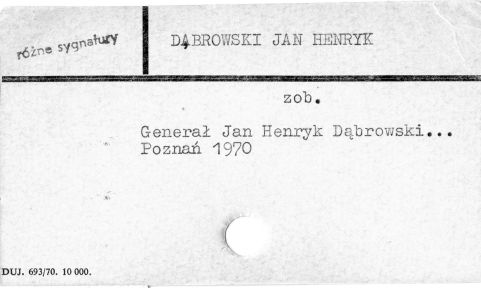 różne sygnatury
DĄBROWSKI JAN HENRYK
zob.
Generał Jan Henryk Dąbrowski...
Poznań 1970
DUJ. 693/70. 10 000.